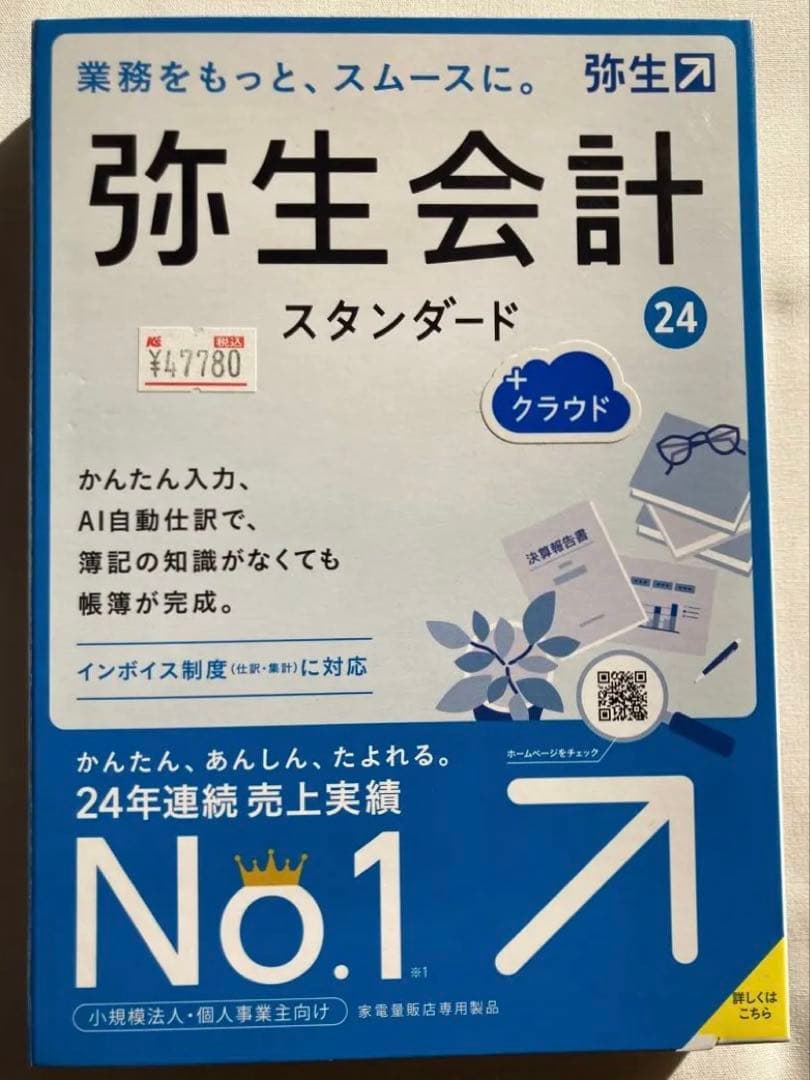 業務をもっと、スムースに。
弥生
弥生会計
スタンダード
24
K's 税込
¥47780
+
クラウド
かんたん入力、
AI自動仕訳で、
簿記の知識がなくても
帳簿が完成。
決算報告書
インボイス制度(仕訳・集計)に対応
ホームページをチェック
かんたん、あんしん、たよれる。
24年連続 売上実績
No.1
※1
小規模法人・個人事業主向け
家電量販店専用製品
詳しくは
こちら